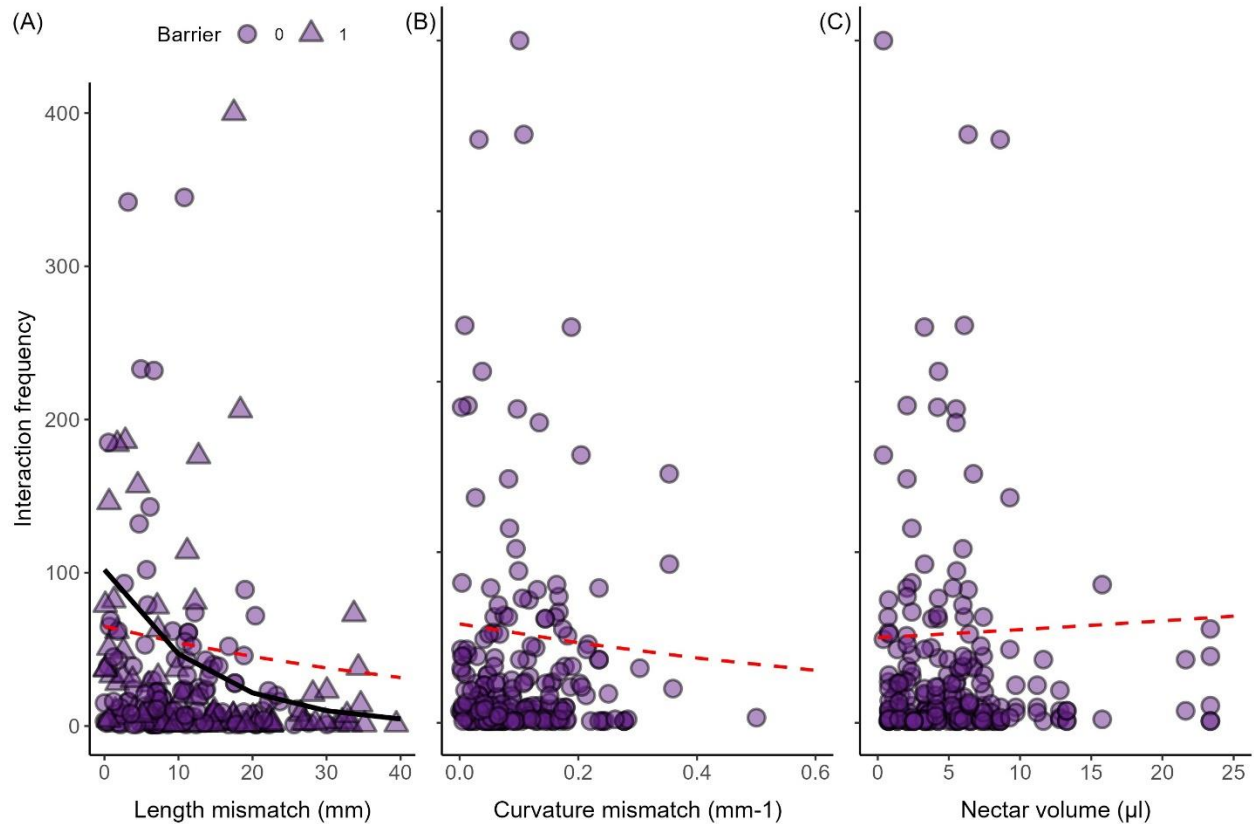 (A) Barrier 0 1 (B) (C)
400
300
200
100
0
Interaction frequency
0 10 20 30 40 0.0 0.2 0.4 0.6 0 5 10 15 20 25
Length mismatch (mm) Curvature mismatch (mm-1) Nectar volume (µl)